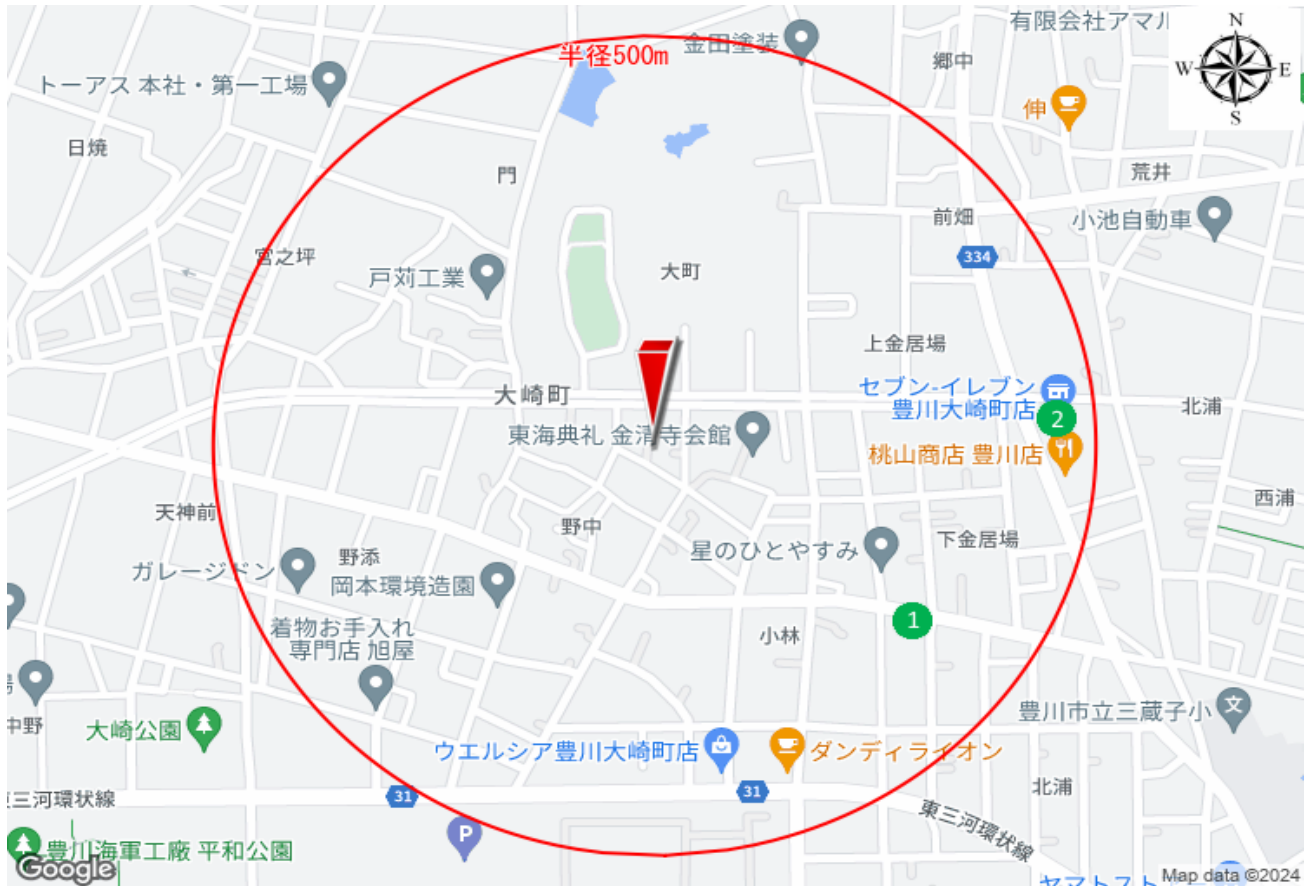 有限会社アマル
N
W
E
S
半径500m
金田塗装
郷中
トーアス 本社・第一工場
伸
日焼
門
荒井
前畑
小池自動車
宮之坪
334
戸苅工業
大町
上金居場
セブン-イレブン
豊川大崎町店
大崎町
北浦
2
東海典礼 金清寺会館
桃山商店 豊川店
西浦
天神前
野中
星のひとやすみ
下金居場
野添
ガレージドン
岡本環境造園
1
着物お手入れ
専門店 旭屋
小林
中野
大崎公園
豊川市立三蔵子小
文
ウエルシア豊川大崎町店
ダンディライオン
北浦
三河環状線
31
31
東三河環状線
P
豊川海軍工廠 平和公園
Google
ヤマトスト
Map data ©2024